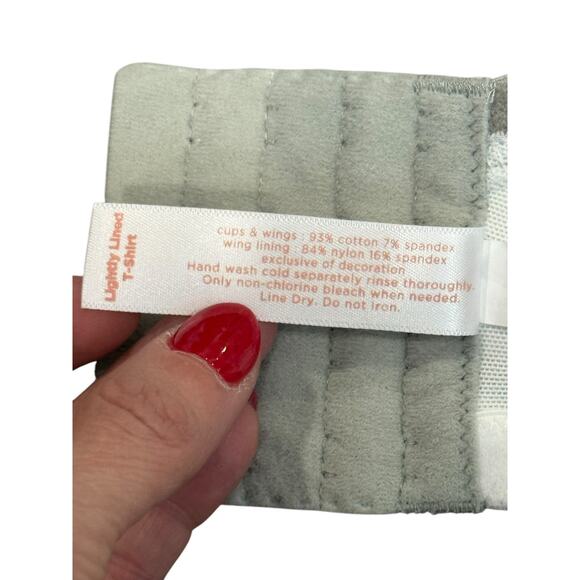 Lightly Lined
T-Shirt
cups & wings : 93% cotton 7% spandex
wing lining : 84% nylon 16% spandex
exclusive of decoration
Hand wash cold separately rinse thoroughly.
Only non-chlorine bleach when needed.
Line Dry. Do not iron.